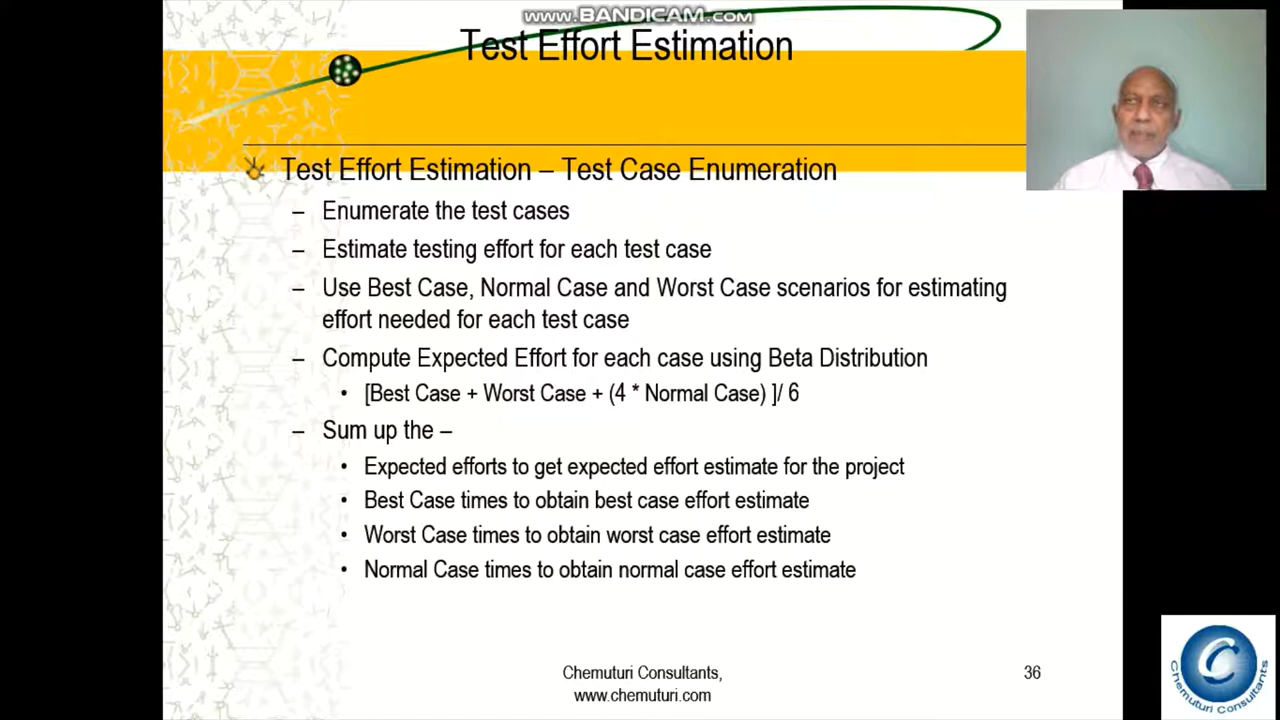 www.BANDICAM.com
Test Effort Estimation
Test Effort Estimation – Test Case Enumeration
– Enumerate the test cases
– Estimate testing effort for each test case
– Use Best Case, Normal Case and Worst Case scenarios for estimating
effort needed for each test case
– Compute Expected Effort for each case using Beta Distribution
• [Best Case + Worst Case + (4 * Normal Case) ]/ 6
– Sum up the –
• Expected efforts to get expected effort estimate for the project
• Best Case times to obtain best case effort estimate
• Worst Case times to obtain worst case effort estimate
• Normal Case times to obtain normal case effort estimate
Chemuturi Consultants,
www.chemuturi.com
36
C
Chemuturi Consultants